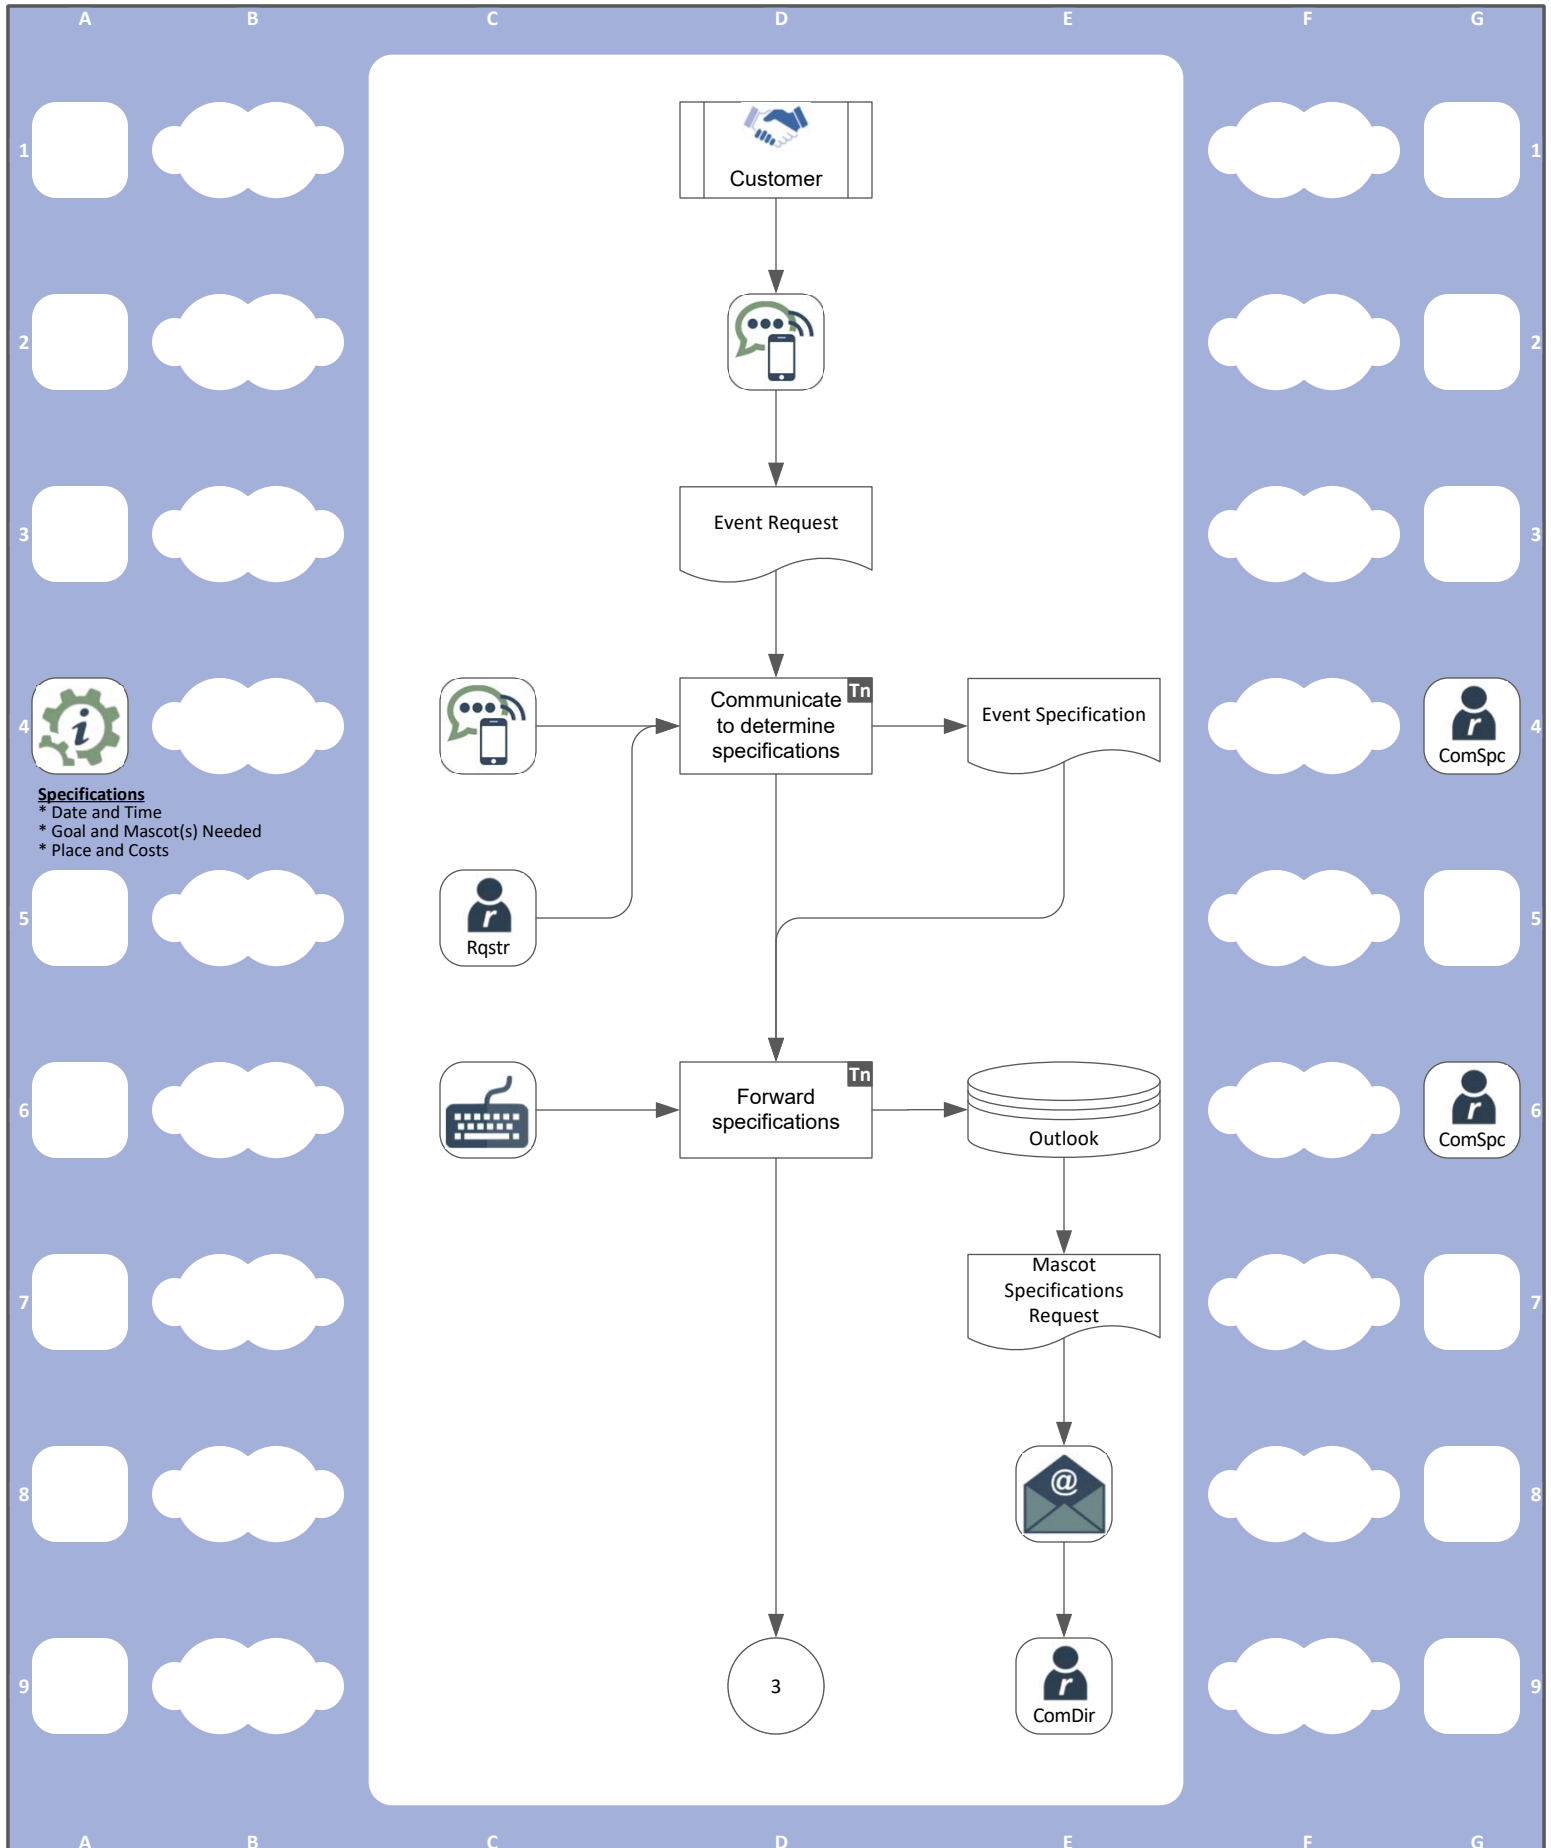 A B C D E F G
1 Customer 1
2 2
3 Event Request 3
4 Communicate
to determine
specifications Tn Event Specification ComSpc 4
i
r
Specifications
* Date and Time
* Goal and Mascot(s) Needed
* Place and Costs
5 r 5
Rqstr
6 Forward
specifications Tn Outlook r ComSpc 6
7 Mascot
Specifications
Request 7
8 @ 8
9 3 r ComDir 9
A B C D E F G